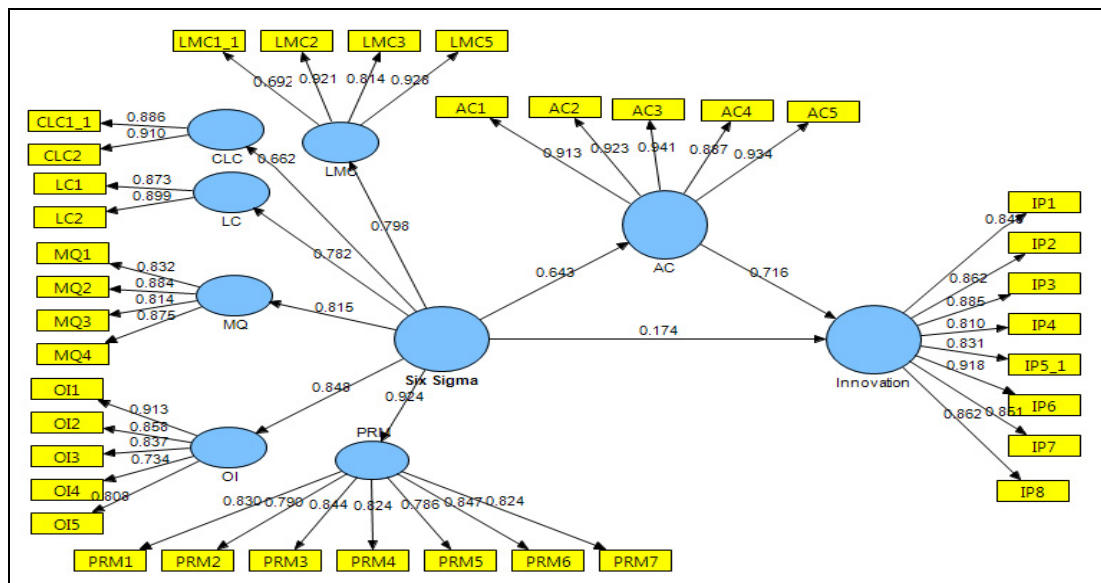 LMC1_1 LMC2 LMC3 LMC5
0.692 0.921 0.814 0.928
LMC
CLC1_1 0.886
CLC2 0.910
CLC
0.662
LC1 0.873
LC2 0.899
LC
0.798
0.782
AC1 AC2 AC3 AC4 AC5
0.913 0.923 0.941 0.887 0.934
AC
0.643
0.716
MQ1 0.832
MQ2 0.884
MQ3 0.814
MQ4 0.875
MQ
0.815
0.174
Six Sigma
0.848
0.924
OI1 0.913
OI2 0.858
OI3 0.837
OI4 0.734
OI5 0.808
OI
PRM
0.830 0.790 0.844 0.824 0.786 0.847 0.824
PRM1 PRM2 PRM3 PRM4 PRM5 PRM6 PRM7
Innovation
IP1
IP2 0.862
IP3 0.885
IP4 0.810
IP5_1 0.831
IP6 0.918
IP7
IP8 0.862